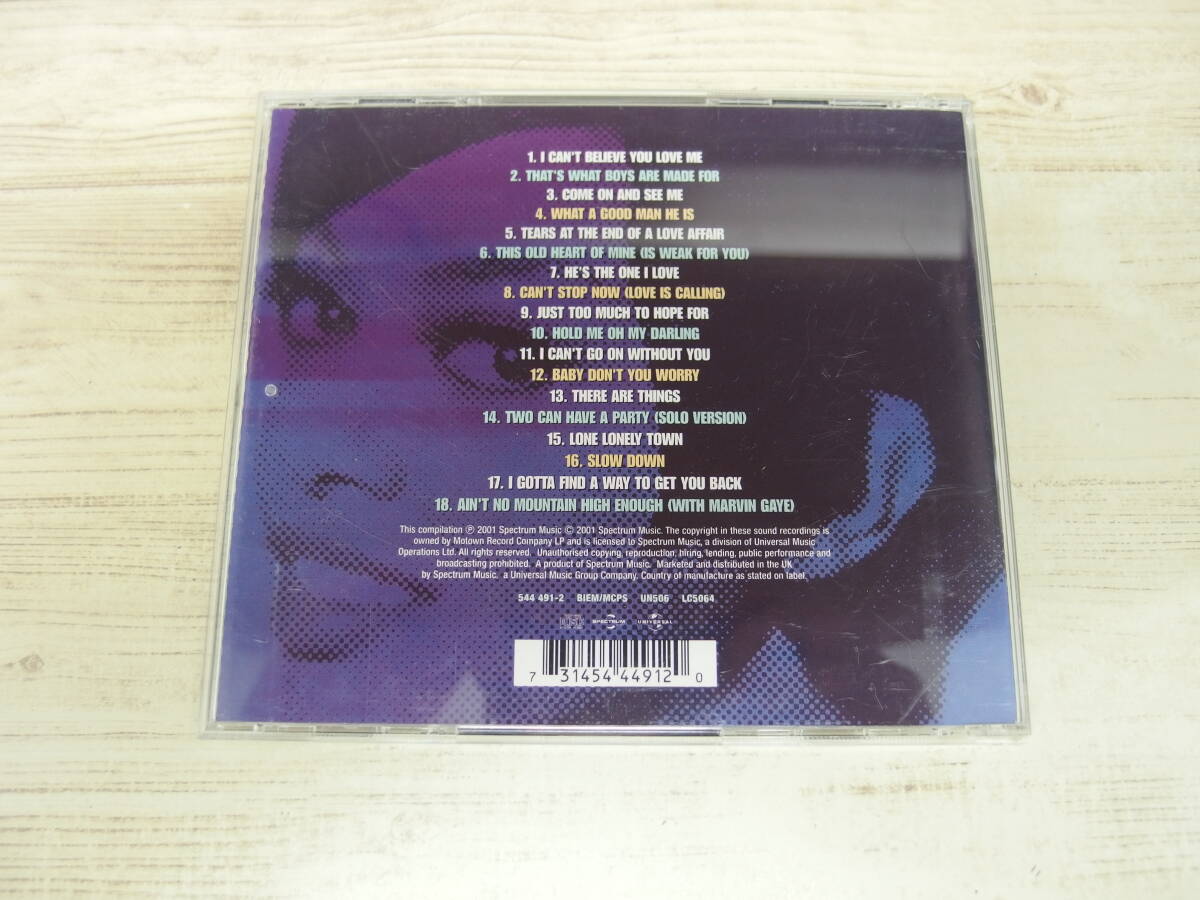 1. I CAN'T BELIEVE YOU LOVE ME
2. THAT'S WHAT BOYS ARE MADE FOR
3. COME ON AND SEE ME
4. WHAT A GOOD MAN HE IS
5. TEARS AT THE END OF A LOVE AFFAIR
6. THIS OLD HEART OF MINE (IS WEAK FOR YOU)
7. HE'S THE ONE I LOVE
8. CAN'T STOP NOW (LOVE IS CALLING)
9. JUST TOO MUCH TO HOPE FOR
10. HOLD ME OH MY DARLING
11. I CAN'T GO ON WITHOUT YOU
12. BABY DON'T YOU WORRY
13. THERE ARE THINGS
14. TWO CAN HAVE A PARTY (SOLO VERSION)
15. LONE LONELY TOWN
16. SLOW DOWN
17. I GOTTA FIND A WAY TO GET YOU BACK
18. AIN'T NO MOUNTAIN HIGH ENOUGH (WITH MARVIN GAYE)
This compilation ℗ 2001 Spectrum Music © 2001 Spectrum Music. The copyright in these sound recordings is
owned by Motown Record Company LP and is licensed to Spectrum Music, a division of Universal Music
Operations Ltd. All rights reserved. Unauthorised copying, reproduction, hiring, lending, public performance and
broadcasting prohibited. A product of Spectrum Music. Marketed and distributed in the UK
by Spectrum Music. a Universal Music Group Company. Country of manufacture as stated on label.
544 491-2 BIEM/MCPS UN506 LC5064
DISC SPECTRUM UNIVERSAL
7 31454 44912 0